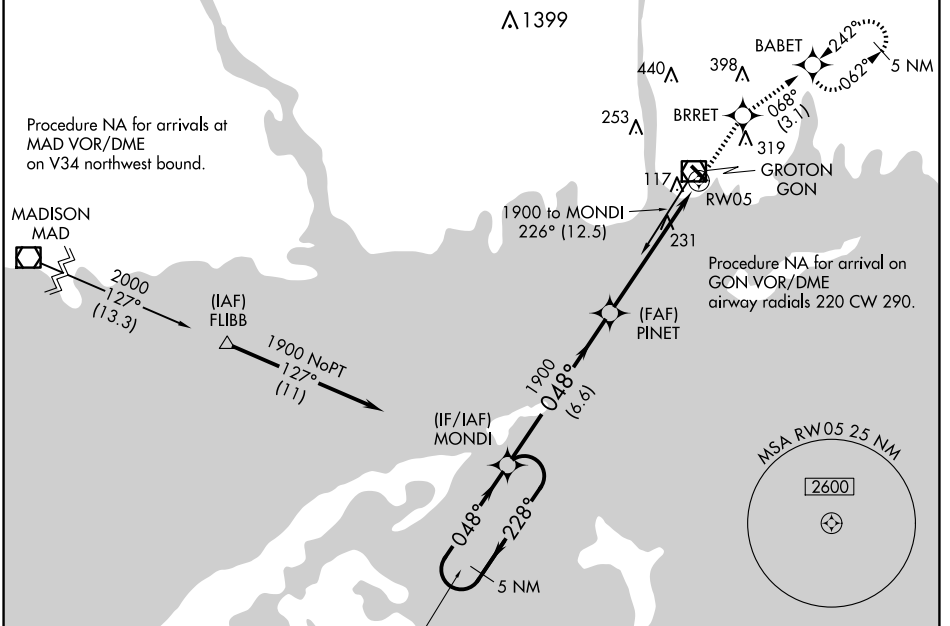 1399
BABET
242°
062°
5 NM
440
398
BRRET
068°
(3.1)
253
319
Procedure NA for arrivals at
MAD VOR/DME
on V34 northwest bound.
GROTON
GON
117
RW05
1900 to MONDI
226° (12.5)
231
MADISON
MAD
Procedure NA for arrival on
GON VOR/DME
airway radials 220 CW 290.
2000
127°
(13.3)
(IAF)
FLIBB
(FAF)
PINET
1900 NoPT
127°
(11)
1900
048°
(6.6)
(IF/IAF)
MONDI
048°
228°
5 NM
MSA RW05 25 NM
2600